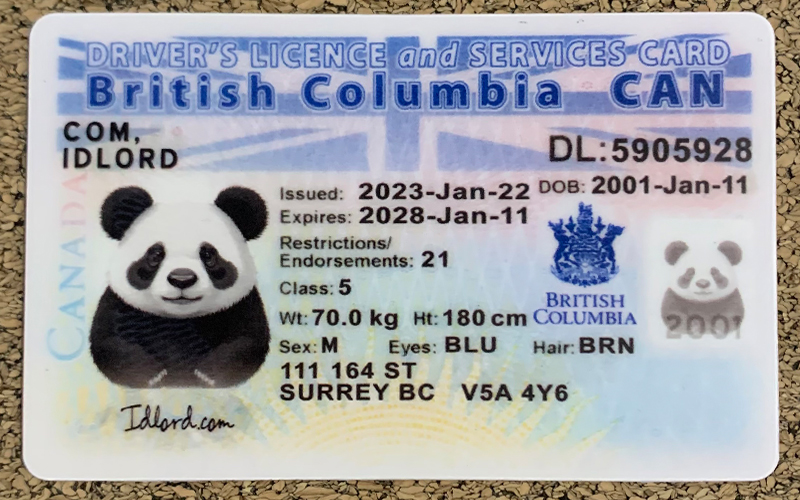 DRIVER'S LICENCE and SERVICES CARD
British Columbia CAN
COM,
IDLORD
DL:5905928
Issued: 2023-Jan-22 DOB: 2001-Jan-11
Expires: 2028-Jan-11
Restrictions/
Endorsements: 21
Class: 5
Wt: 70.0 kg Ht: 180 cm
Sex: M Eyes: BLU Hair: BRN
111 164 ST
SURREY BC V5A 4Y6
BRITISH
COLUMBIA
2001
CANADA
Idlord.com